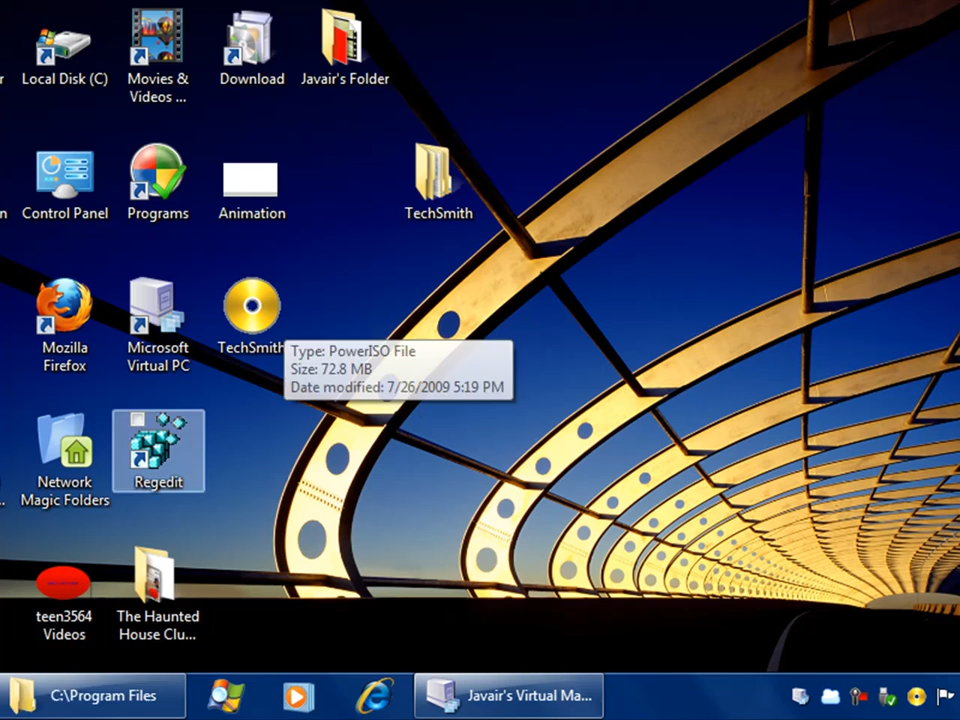 r
Local Disk (C)
Movies &
Videos ...
Download
Javair's Folder
n
Control Panel
Programs
Animation
TechSmith
Mozilla
Firefox
Microsoft
Virtual PC
TechSmith
Type: PowerISO File
Size: 72.8 MB
Date modified: 7/26/2009 5:19 PM
...
Network
Magic Folders
Regedit
teen3564
Videos
The Haunted
House Clu...
C:\Program Files
Javair's Virtual Ma...